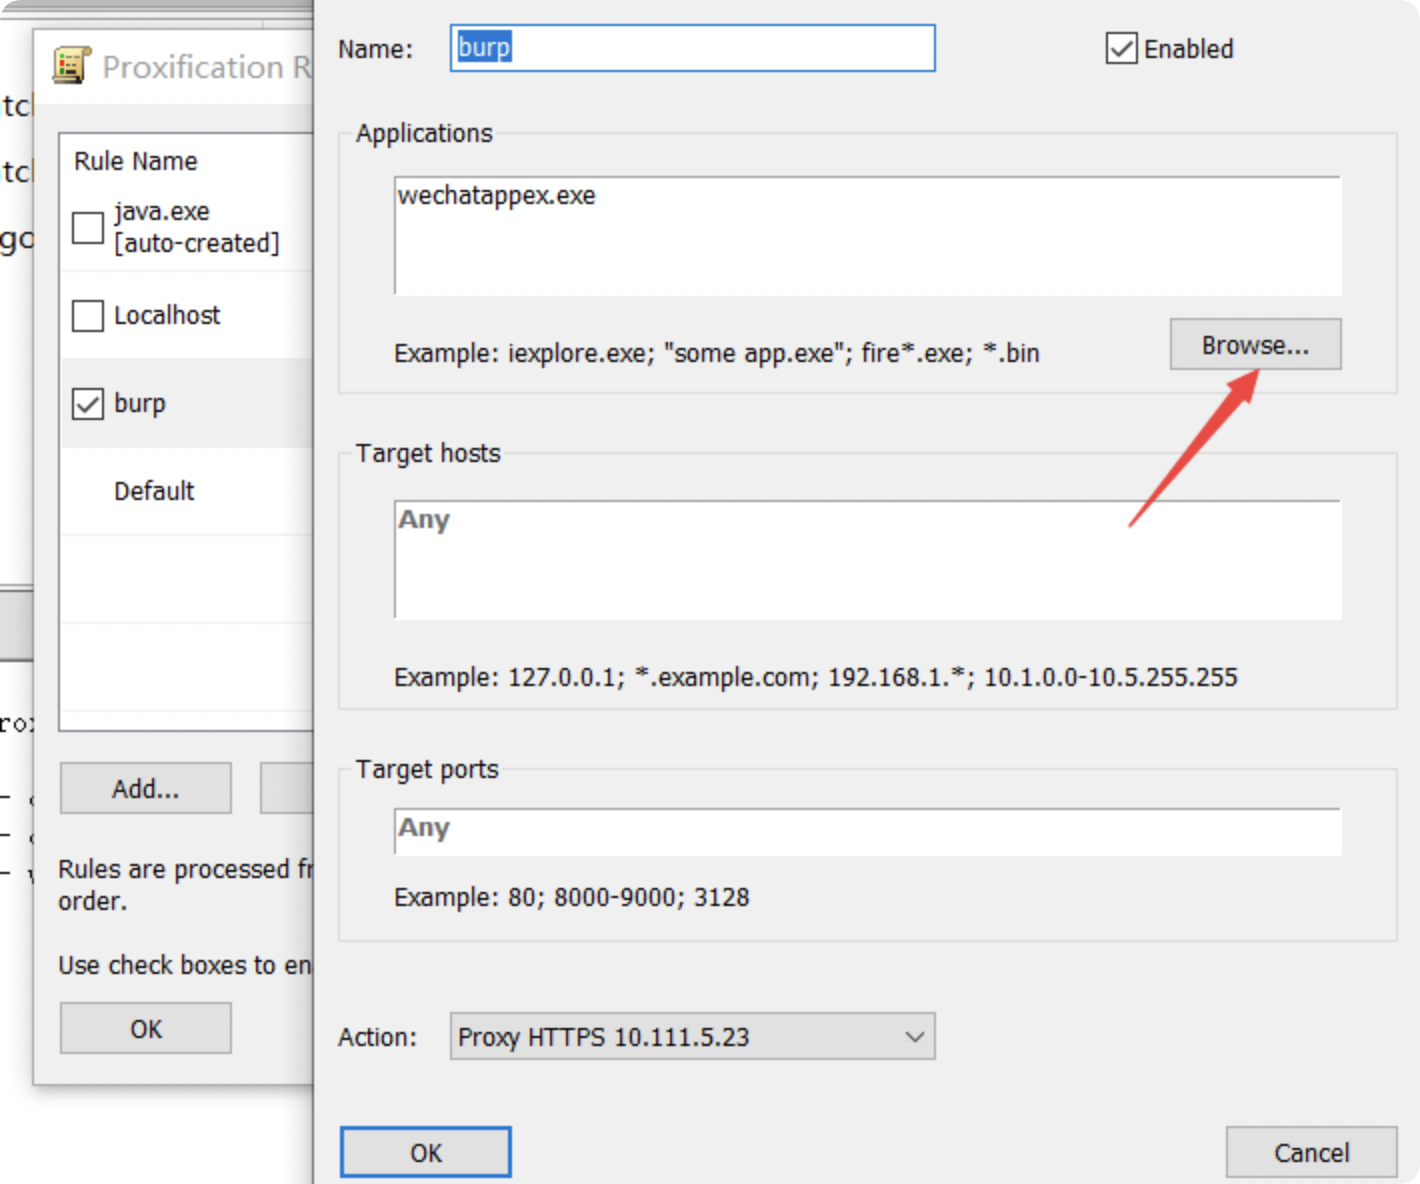 Proxification R
Rule Name
java.exe
[auto-created]
Localhost
burp
Default
Add...
Rules are processed fr
order.
Use check boxes to en
OK
Name: burp
Enabled
Applications
wechatappex.exe
Example: iexplore.exe; "some app.exe"; fire*.exe; *.bin
Browse...
Target hosts
Any
Example: 127.0.0.1; *.example.com; 192.168.1.*; 10.1.0.0-10.5.255.255
Target ports
Any
Example: 80; 8000-9000; 3128
Action: Proxy HTTPS 10.111.5.23
OK
Cancel